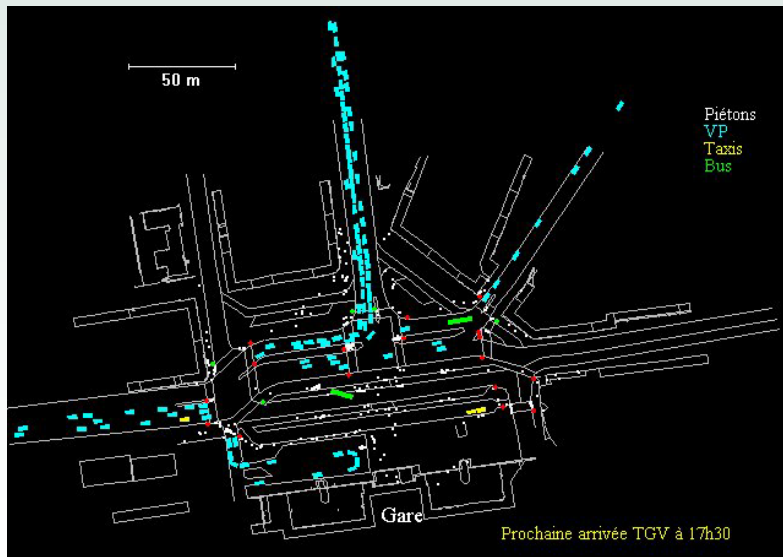 50 m
Piétons
VP
Taxis
Bus
Gare
Prochaine arrivée TGV à 17h30